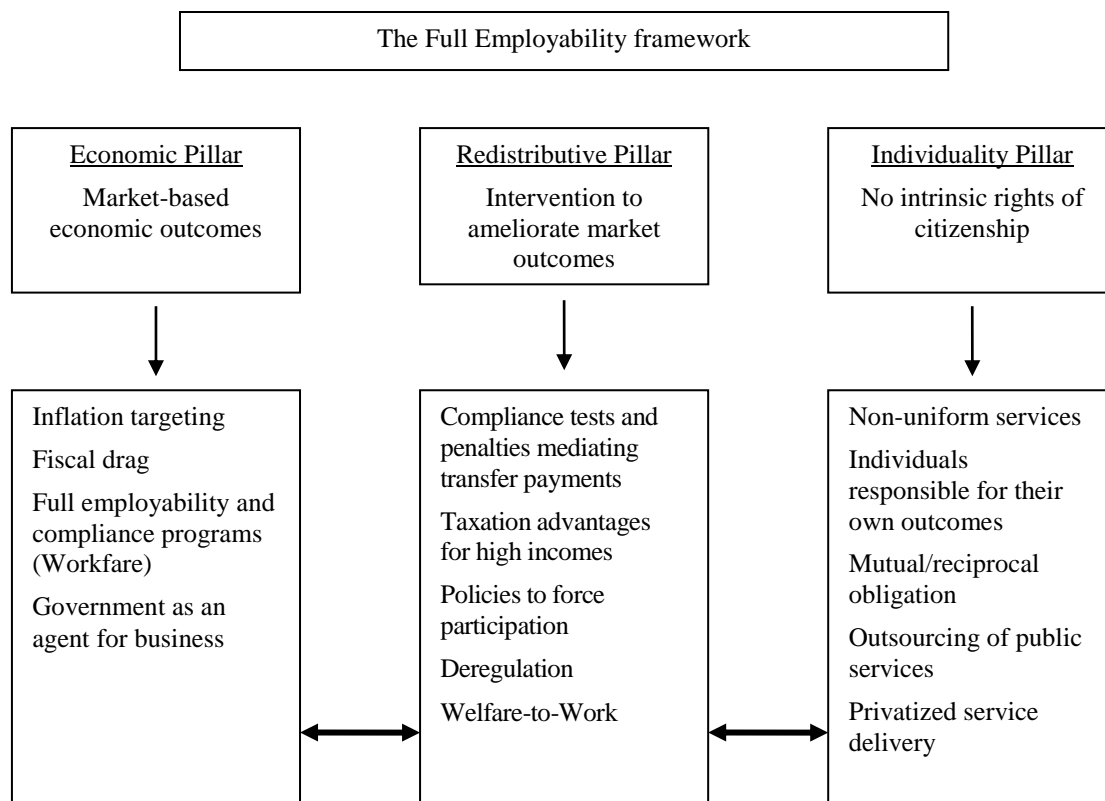 The Full Employability framework
Economic Pillar
Market-based
economic outcomes
Redistributive Pillar
Intervention to
ameliorate market
outcomes
Individuality Pillar
No intrinsic rights of
citizenship
Inflation targeting
Fiscal drag
Full employability and
compliance programs
(Workfare)
Government as an
agent for business
Compliance tests and
penalties mediating
transfer payments
Taxation advantages
for high incomes
Policies to force
participation
Deregulation
Welfare-to-Work
Non-uniform services
Individuals
responsible for their
own outcomes
Mutual/reciprocal
obligation
Outsourcing of public
services
Privatized service
delivery